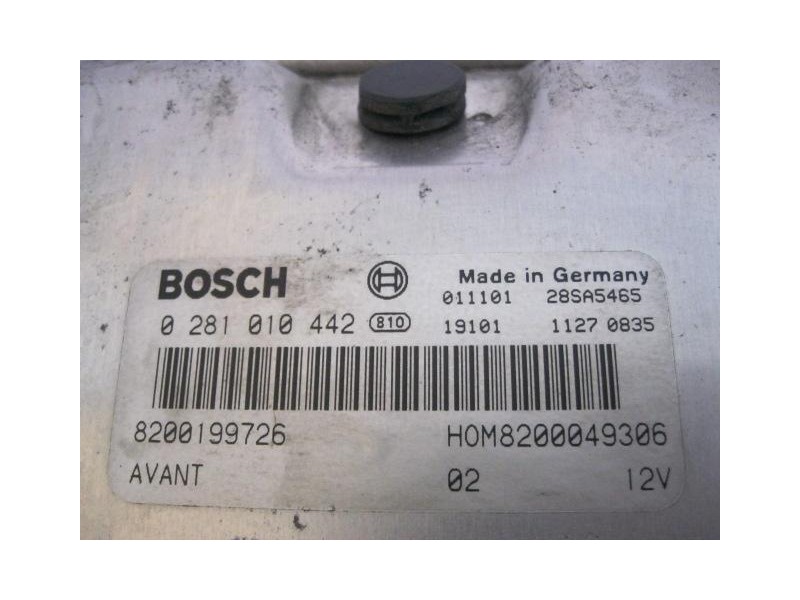 BOSCH Made in Germany
011101 28SA5465
0 281 010 442 810 19101 1127 0835
8200199726 HOM8200049306
AVANT 02 12V